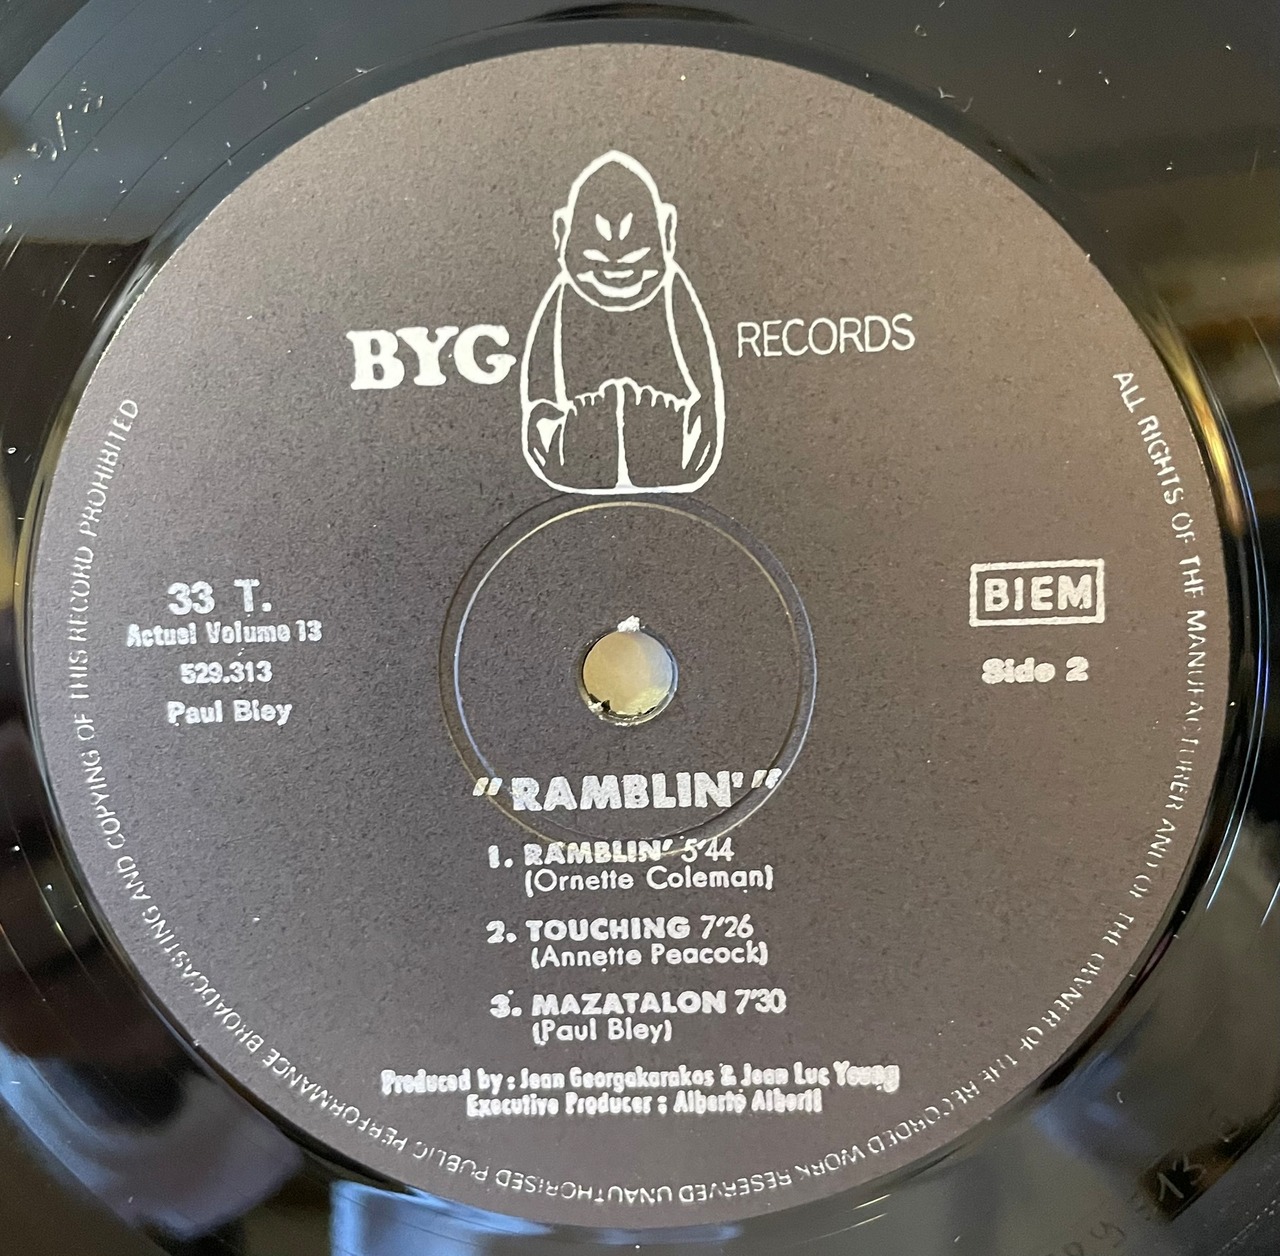 BYG RECORDS
33 T.
Actuel Volume 13
529.313
Paul Bley
BIEM
Side 2
"RAMBLIN'"
1. RAMBLIN' 5'44
(Ornette Coleman)
2. TOUCHING 7'26
(Annette Peacock)
3. MAZATALON 7'30
(Paul Bley)
Produced by : Jean Georgakarakos & Jean Luc Young
Executive Producer : Alberto Alberti
ALL RIGHTS OF THE MANUFACTURER AND OF THE OWNER OF THE RECORDED WORK RESERVED UNAUTHORISED PUBLIC PERFORMANCE BROADCASTING AND COPYING OF THIS RECORD PROHIBITED